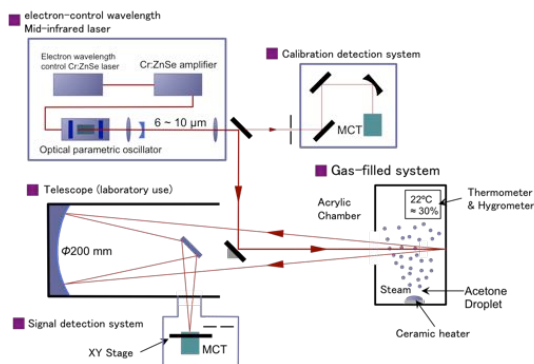 electron-control wavelength
Mid-infrared laser
Electron wavelength
control Cr:ZnSe laser
Cr:ZnSe amplifier
6 ~ 10 μm
Optical parametric oscillator
Calibration detection system
MCT
Gas-filled system
Acrylic
Chamber
22°C
≈ 30%
Thermometer
& Hygrometer
Steam
Acetone
Droplet
Ceramic heater
Telescope (laboratory use)
Φ200 mm
Signal detection system
XY Stage
MCT